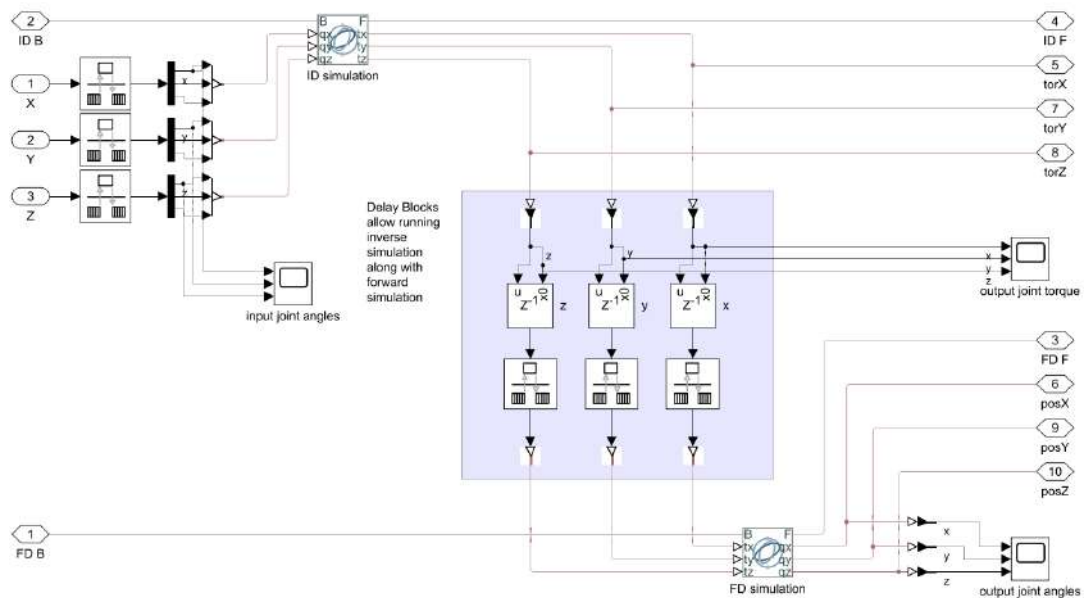 2
ID B
B
F
qx
tx
qy
ty
qz
tz
ID simulation
4
ID F
5
torX
7
torY
8
torZ
1
X
x
2
Y
y
3
Z
z
input joint angles
Delay Blocks
allow running
inverse
simulation
along with
forward
simulation
z
y
u
x0
Z⁻¹
z
u
x0
Z⁻¹
y
u
x0
Z⁻¹
x
x
y
z
output joint torque
3
FD F
6
posX
9
posY
10
posZ
1
FD B
B
F
tx
qx
ty
qy
tz
qz
FD simulation
x
y
z
output joint angles